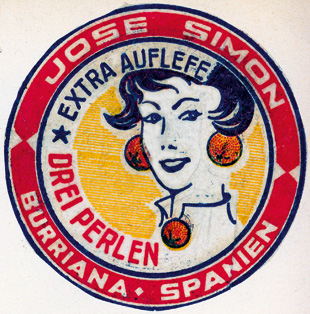 JOSE SIMON
EXTRA AUFLEFE
DREI PERLEN
BURRIANA • SPANIEN